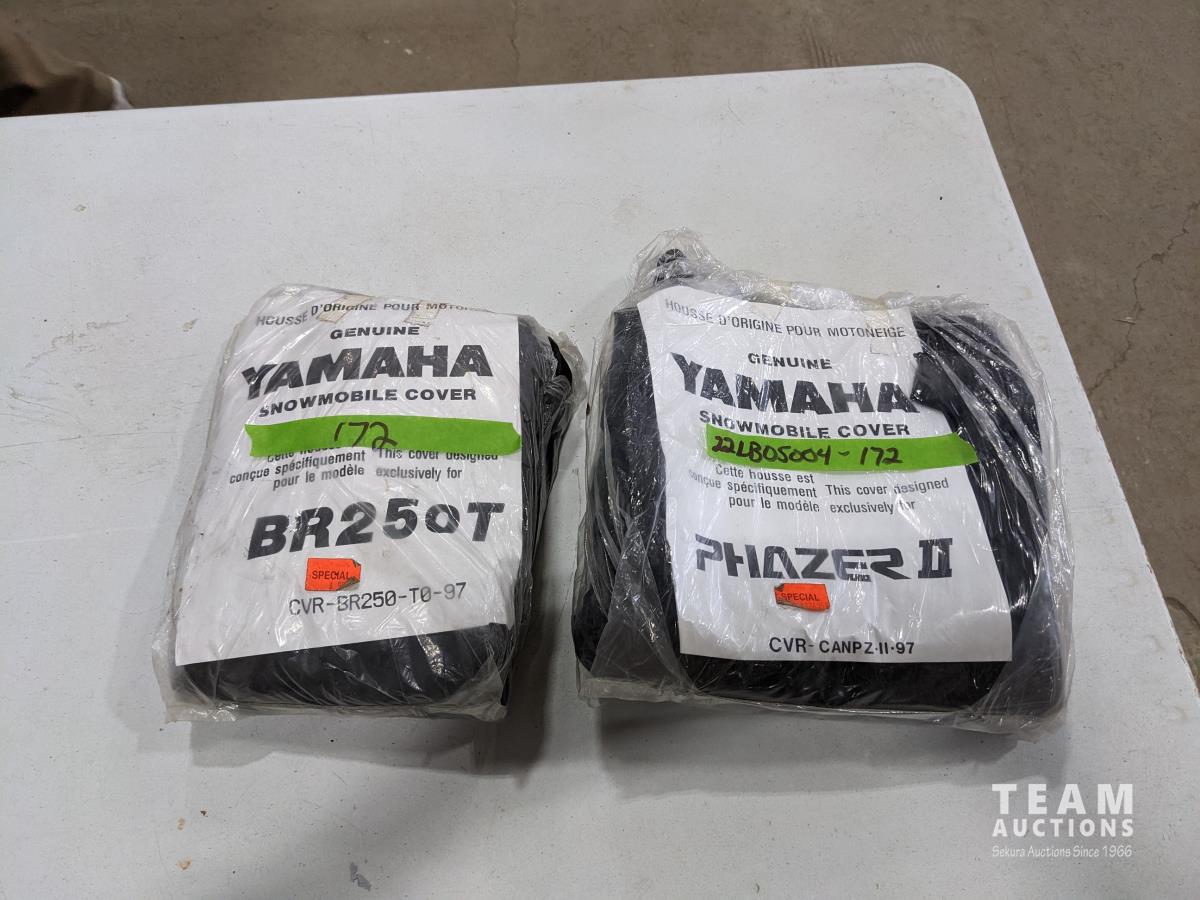 HOUSSE D'ORIGINE POUR
GENUINE
YAMAHA
SNOWMOBILE COVER
172
Cette This cover designed
conçue spécifiquement exclusively for
pour le modèle
BR250T
SPECIAL
CVR-BR250-T0-97
HOUSSE D'ORIGINE POUR MOTONEIGE
GENUINE
YAMAHA
SNOWMOBILE COVER
22LB05004-172
Cette housse est
conçue spécifiquement This cover designed
pour le modèle exclusively for
PHAZER II
SPECIAL
CVR-CANPZ-II-97
TEAM
AUCTIONS
Sekura Auctions Since 1966